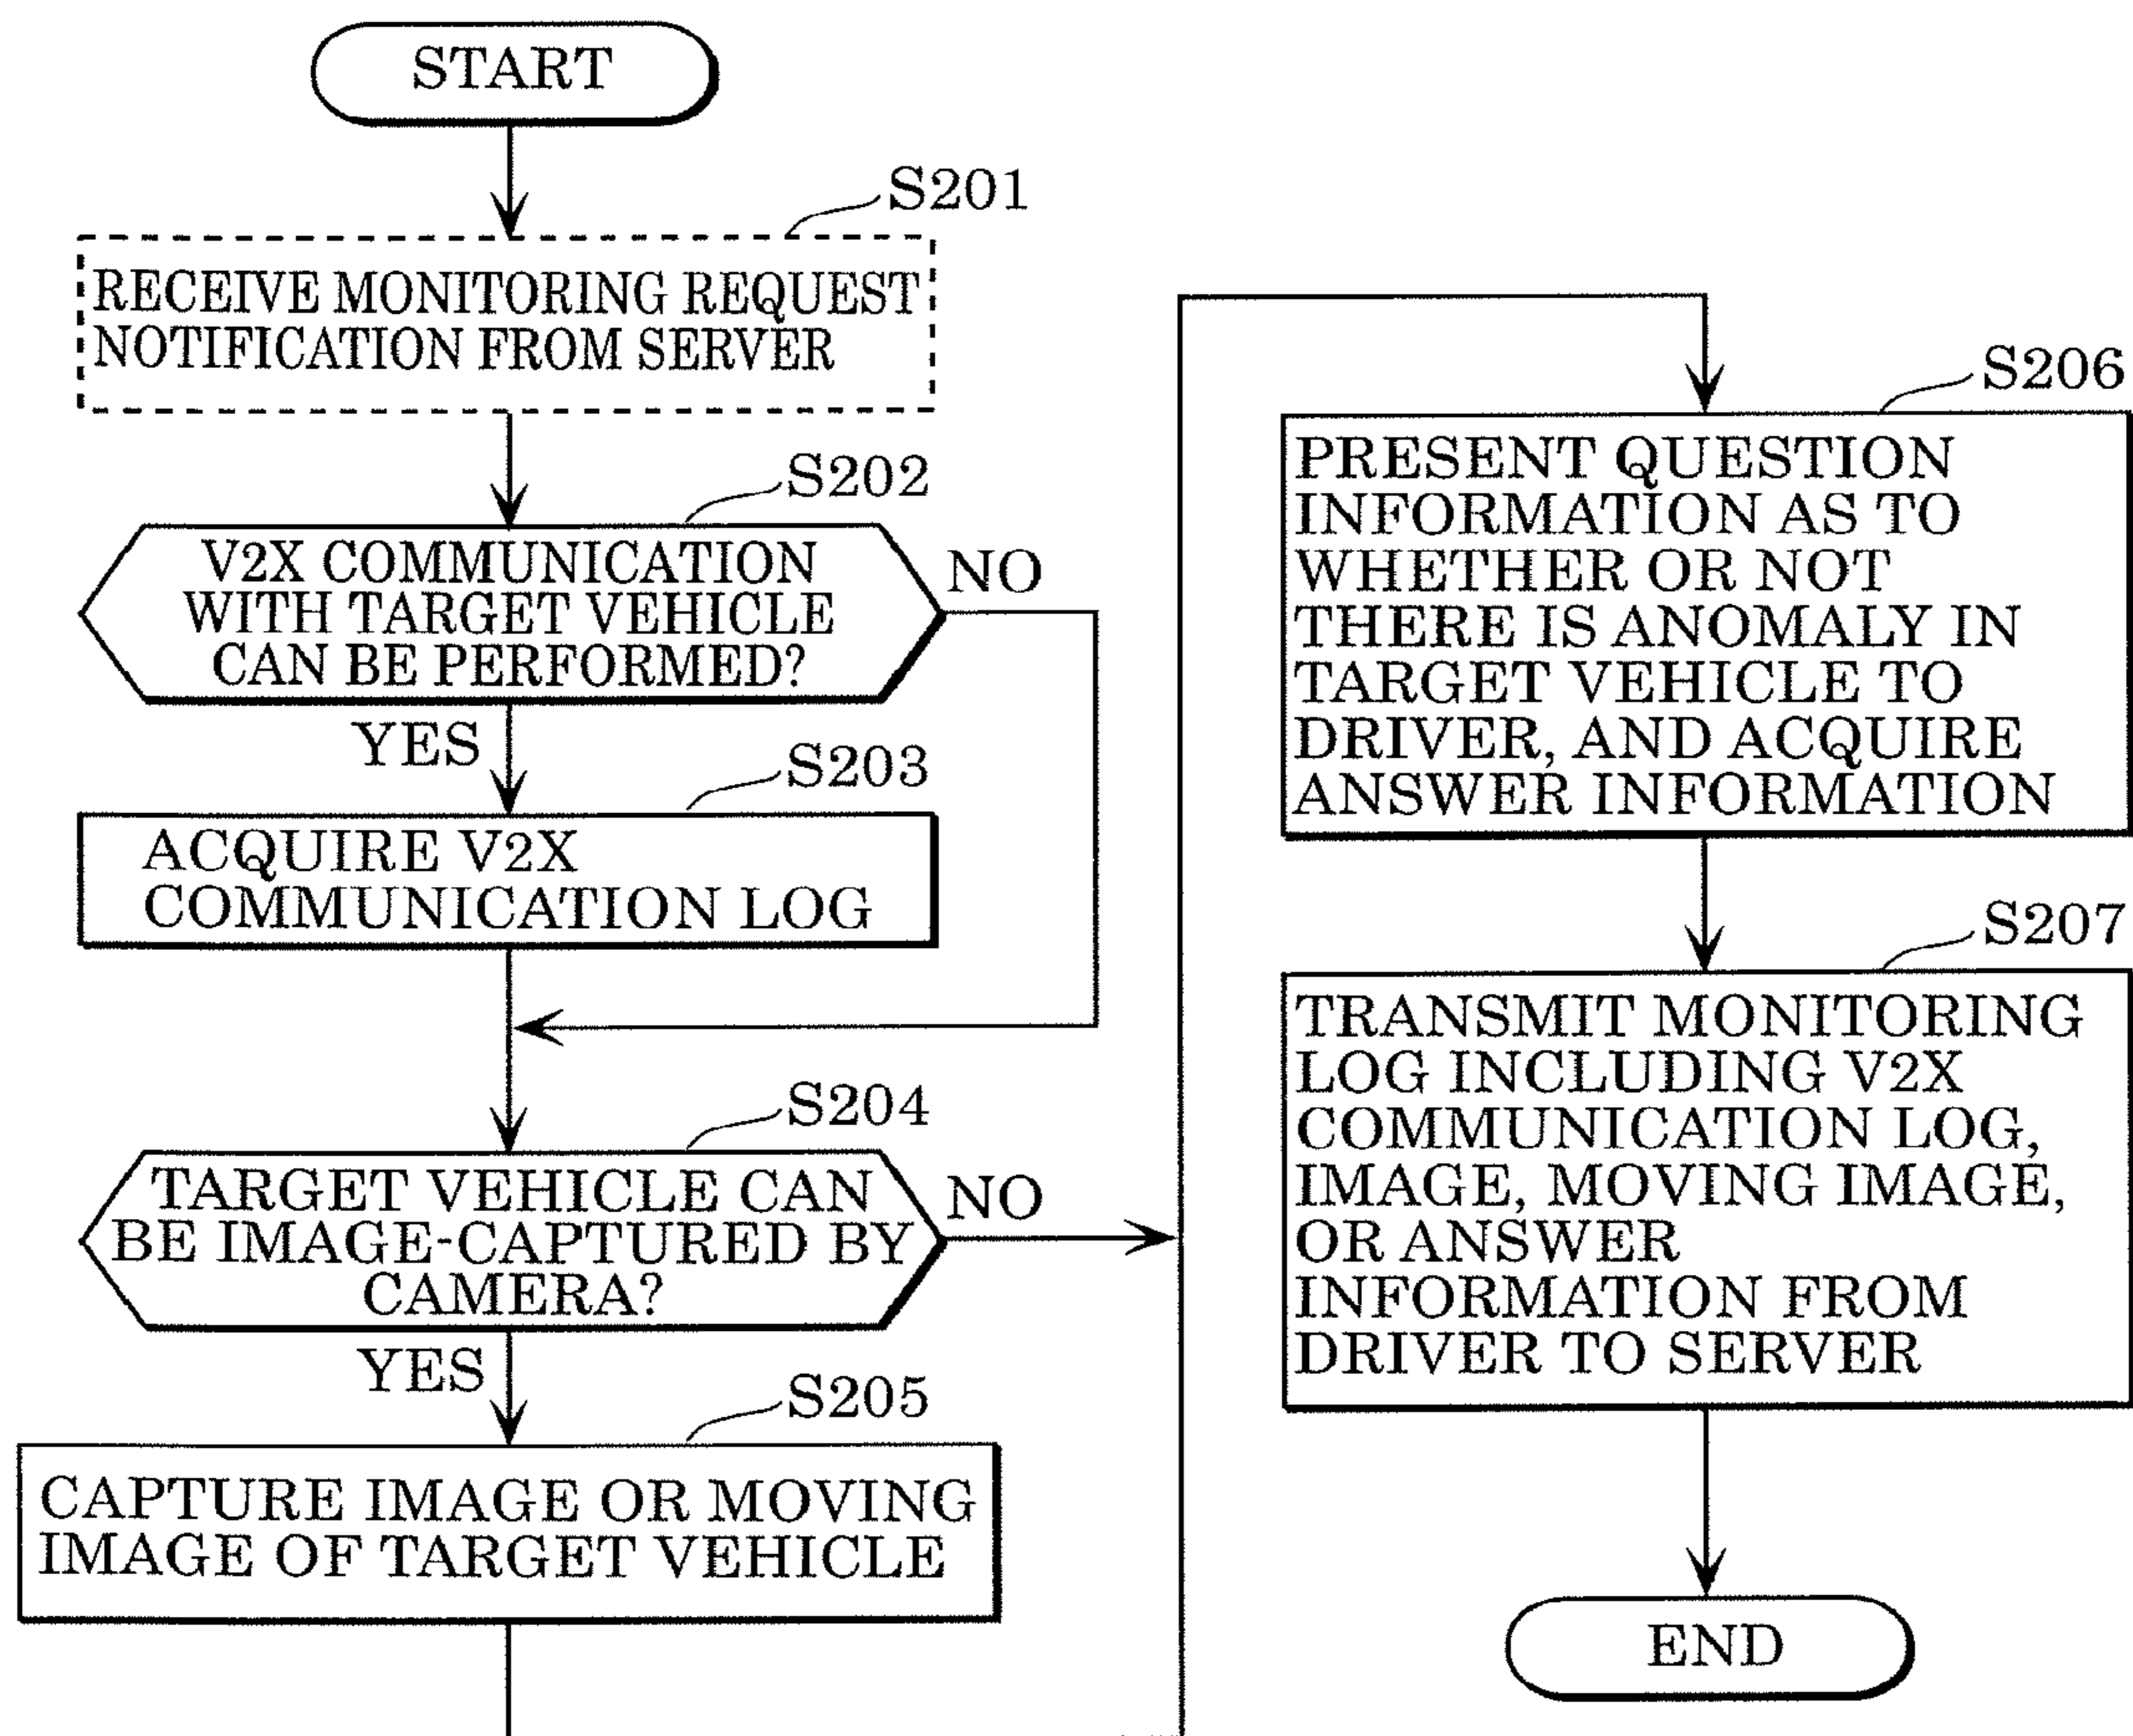 START
S201
RECEIVE MONITORING REQUEST
NOTIFICATION FROM SERVER
S202
V2X COMMUNICATION
WITH TARGET VEHICLE
CAN BE PERFORMED?
NO
YES
S203
ACQUIRE V2X
COMMUNICATION LOG
S204
TARGET VEHICLE CAN
BE IMAGE-CAPTURED BY
CAMERA?
NO
YES
S205
CAPTURE IMAGE OR MOVING
IMAGE OF TARGET VEHICLE
S206
PRESENT QUESTION
INFORMATION AS TO
WHETHER OR NOT
THERE IS ANOMALY IN
TARGET VEHICLE TO
DRIVER, AND ACQUIRE
ANSWER INFORMATION
S207
TRANSMIT MONITORING
LOG INCLUDING V2X
COMMUNICATION LOG,
IMAGE, MOVING IMAGE,
OR ANSWER
INFORMATION FROM
DRIVER TO SERVER
END